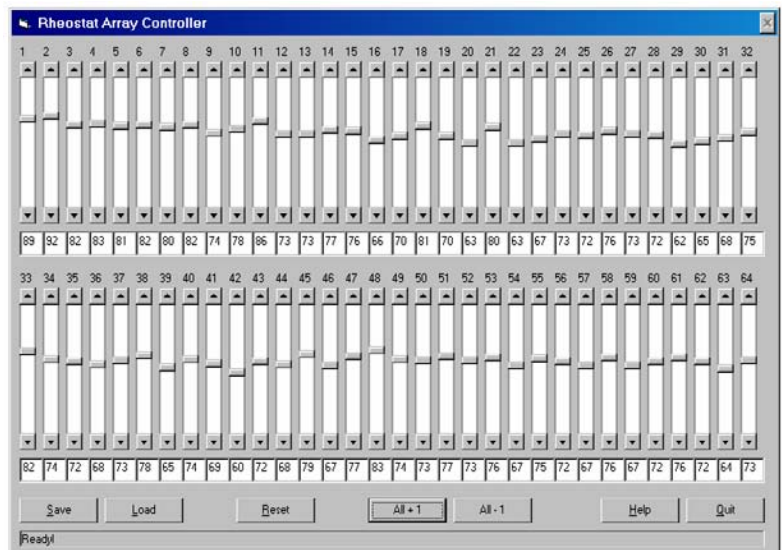 Rheostat Array Controller
1 2 3 4 5 6 7 8 9 10 11 12 13 14 15 16 17 18 19 20 21 22 23 24 25 26 27 28 29 30 31 32
89 92 82 83 81 82 80 82 74 78 86 73 73 77 76 66 70 81 70 63 80 63 67 73 72 76 73 72 62 65 68 75
33 34 35 36 37 38 39 40 41 42 43 44 45 46 47 48 49 50 51 52 53 54 55 56 57 58 59 60 61 62 63 64
82 74 72 68 73 78 65 74 69 60 72 68 79 67 77 83 74 73 77 73 76 67 75 72 67 76 67 72 76 72 64 73
Save Load Reset All + 1 All - 1 Help Quit
Ready!